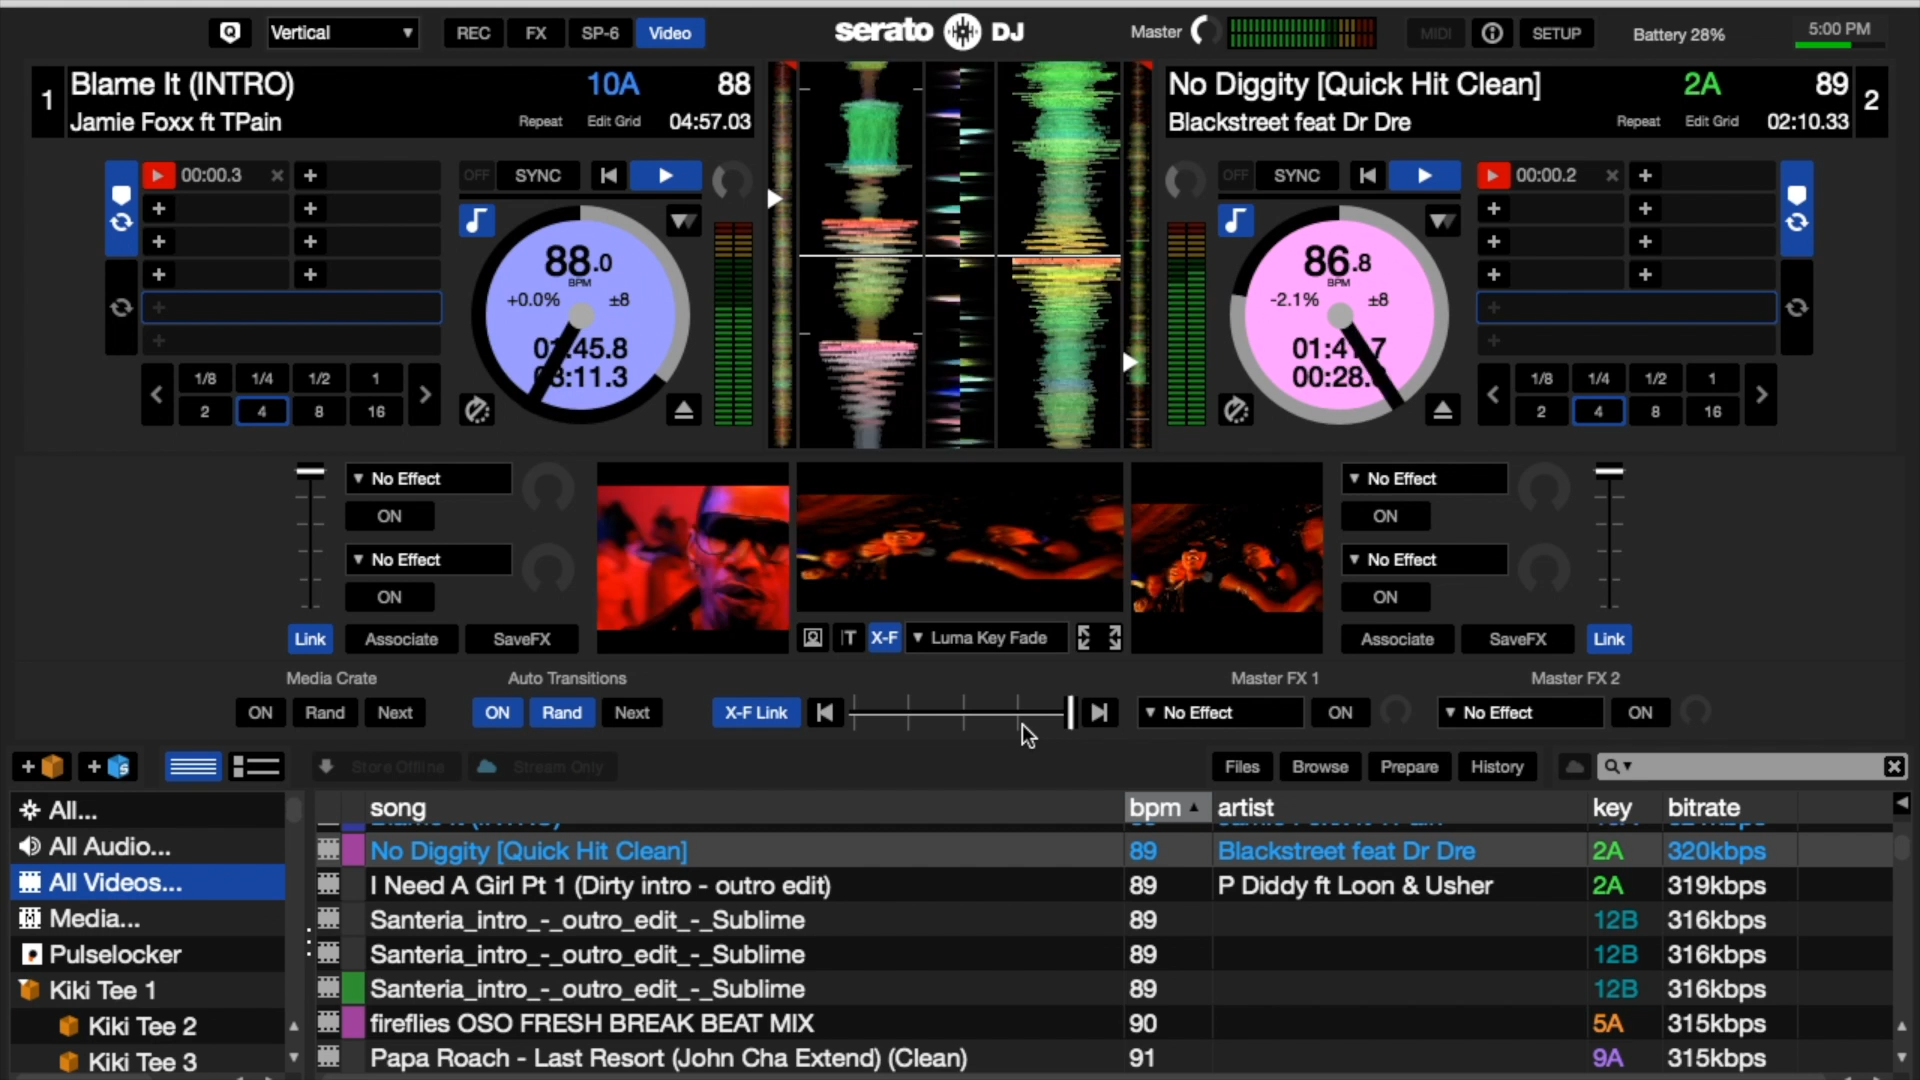 Vertical
REC
FX
SP-6
Video
serato DJ
Master
MIDI
SETUP
Battery 28%
5:00 PM
1
Blame It (INTRO)
10A
88
Jamie Foxx ft TPain
Repeat
Edit Grid
04:57.03
No Diggity [Quick Hit Clean]
2A
89
2
Blackstreet feat Dr Dre
Repeat
Edit Grid
02:10.33
00:00.3
OFF
SYNC
88.0
BPM
+0.0%
±8
1/8
1/4
1/2
1
2
4
8
16
OFF
SYNC
86.8
BPM
-2.1%
±8
00:00.2
1/8
1/4
1/2
1
2
4
8
16
No Effect
ON
No Effect
ON
Link
Associate
SaveFX
T
X-F
Luma Key Fade
No Effect
ON
No Effect
ON
Associate
SaveFX
Link
Media Crate
ON
Rand
Next
Auto Transitions
ON
Rand
Next
X-F Link
Master FX 1
No Effect
ON
Master FX 2
No Effect
ON
Store Offline
Stream Only
Files
Browse
Prepare
History
All...
All Audio...
All Videos...
Media...
Pulselocker
Kiki Tee 1
Kiki Tee 2
Kiki Tee 3
song bpm artist key bitrate
No Diggity [Quick Hit Clean] 89 Blackstreet feat Dr Dre 2A 320kbps
I Need A Girl Pt 1 (Dirty intro - outro edit) 89 P Diddy ft Loon & Usher 2A 319kbps
Santeria_intro_-_outro_edit_-_Sublime 89 12B 316kbps
Santeria_intro_-_outro_edit_-_Sublime 89 12B 316kbps
Santeria_intro_-_outro_edit_-_Sublime 89 12B 316kbps
fireflies OSO FRESH BREAK BEAT MIX 90 5A 315kbps
Papa Roach - Last Resort (John Cha Extend) (Clean) 91 9A 315kbps